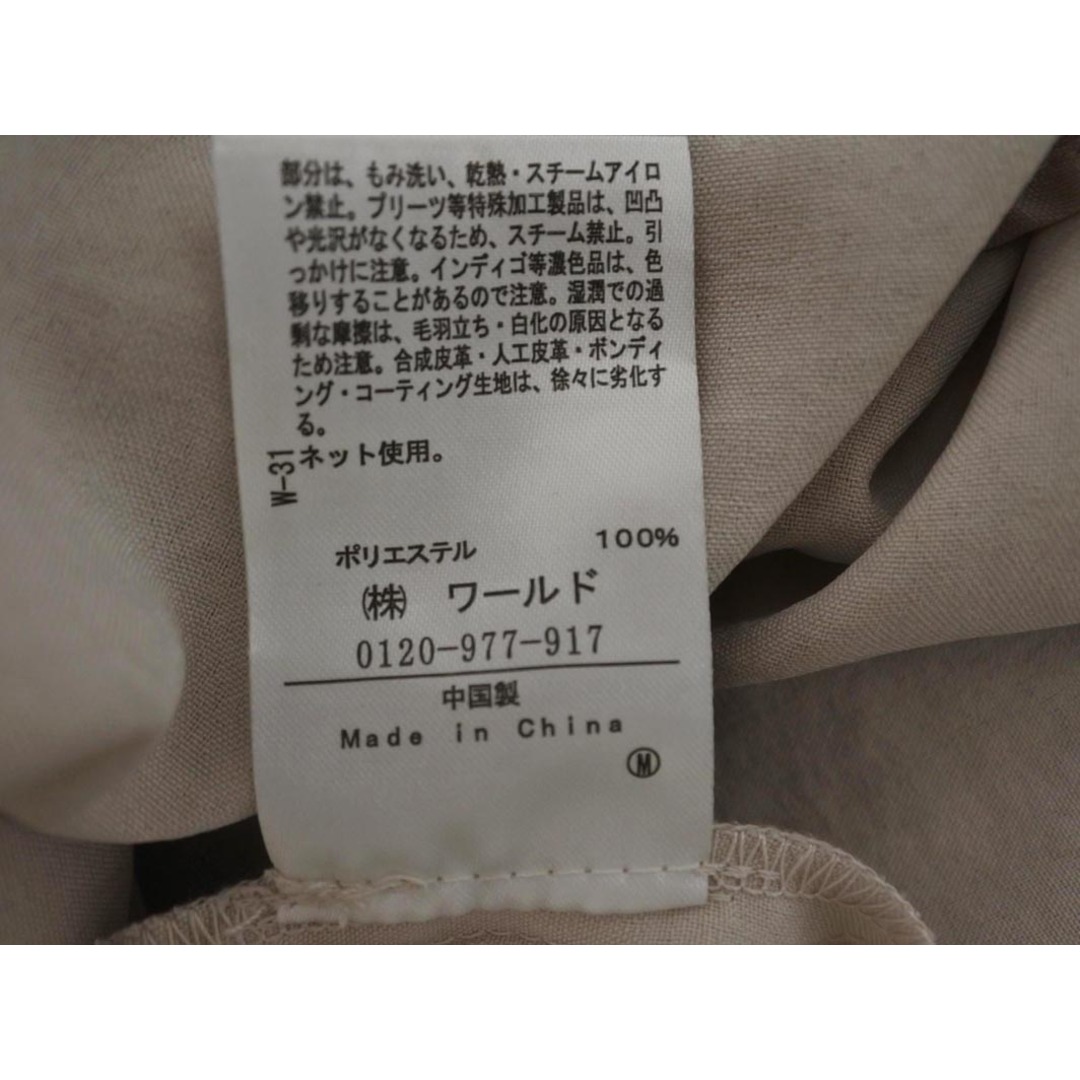 部分は、もみ洗い、乾熱・スチームアイロ
ン禁止。プリーツ等特殊加工製品は、凹凸
や光沢がなくなるため、スチーム禁止。引
っかけに注意。インディゴ等濃色品は、色
移りすることがあるので注意。湿潤での過
剰な摩擦は、毛羽立ち・白化の原因となる
ため注意。合成皮革・人工皮革・ボンディ
ング・コーティング生地は、徐々に劣化す
る。
ネット使用。
W-31
ポリエステル 100%
㈱ ワールド
0120-977-917
中国製
Made in China
Ⓜ